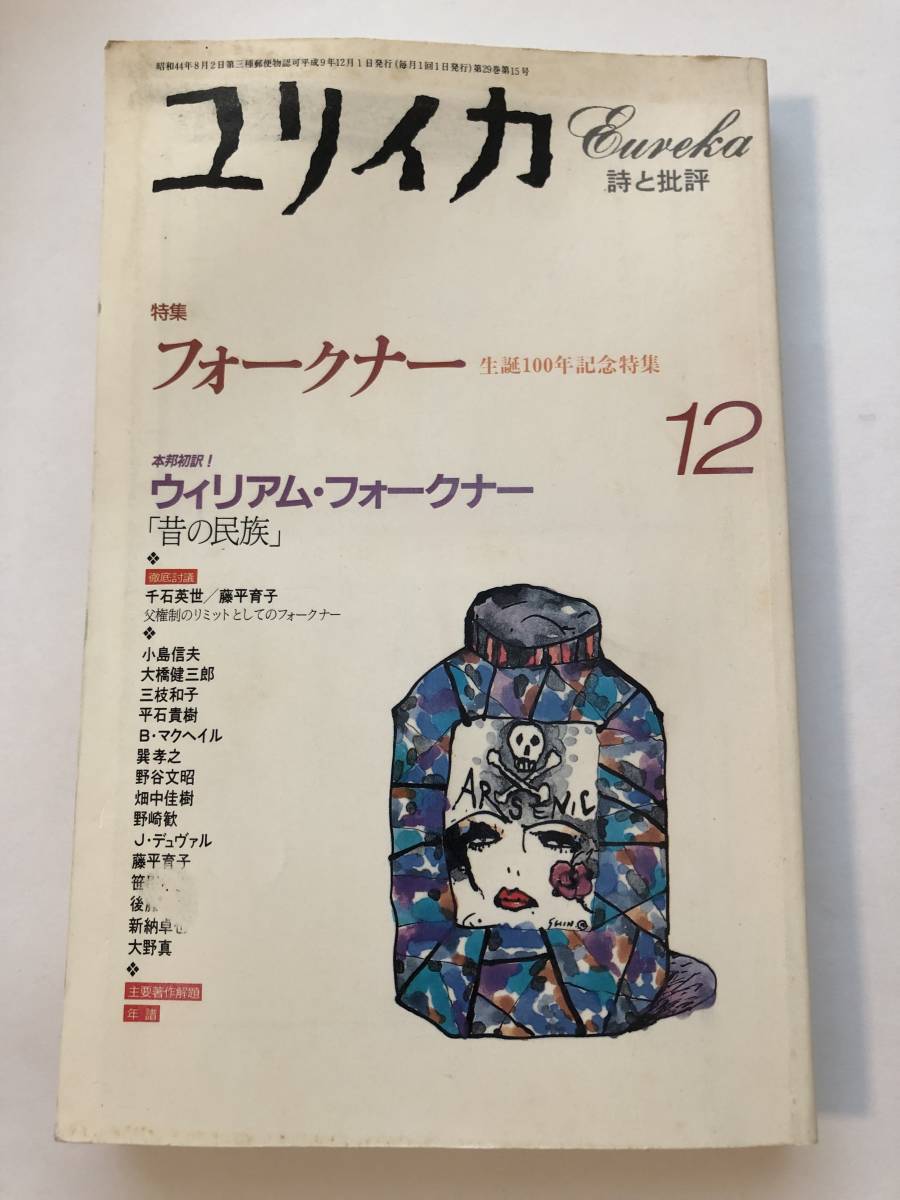 昭和44年8月2日第三種郵便物認可平成9年12月1日発行(毎月1回1日発行)第29巻第15号
ユリイカ
Eureka
詩と批評
特集
フォークナー 生誕100年記念特集
12
本邦初訳！
ウィリアム・フォークナー
「昔の民族」
徹底討議
千石英世／藤平育子
父権制のリミットとしてのフォークナー
小島信夫
大橋健三郎
三枝和子
平石貴樹
B・マクヘイル
巽孝之
野谷文昭
畑中佳樹
野崎歓
J・デュヴァル
藤平育子
笹
後
新納卓
大野真
主要著作解題
年譜
ARSENIC
SHIN.©